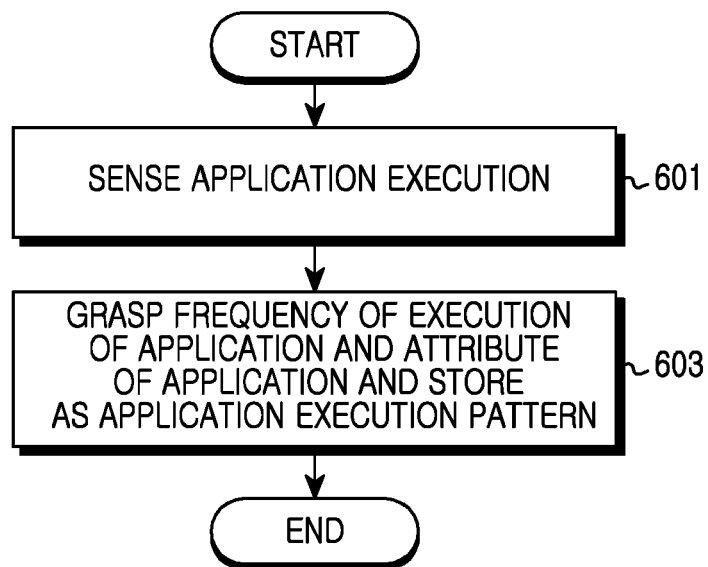 START
SENSE APPLICATION EXECUTION
601
GRASP FREQUENCY OF EXECUTION
OF APPLICATION AND ATTRIBUTE
OF APPLICATION AND STORE
AS APPLICATION EXECUTION PATTERN
603
END